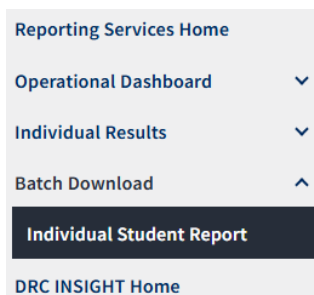 Reporting Services Home
Operational Dashboard
Individual Results
Batch Download
Individual Student Report
DRC INSIGHT Home